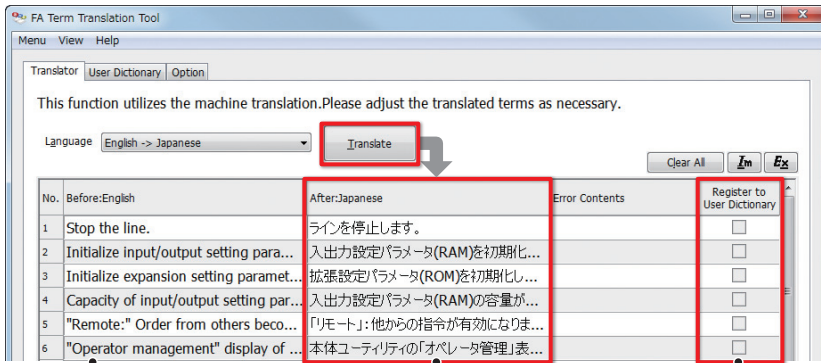 FA Term Translation Tool
Menu View Help
Translator User Dictionary Option
This function utilizes the machine translation.Please adjust the translated terms as necessary.
Language English -> Japanese Translate
Clear All Im Ex
No. Before:English After:Japanese Error Contents Register to User Dictionary
1 Stop the line. ラインを停止します。
2 Initialize input/output setting para... 入出力設定パラメータ(RAM)を初期化...
3 Initialize expansion setting paramet... 拡張設定パラメータ(ROM)を初期化し...
4 Capacity of input/output setting par... 入出力設定パラメータ(RAM)の容量が...
5 "Remote:" Order from others beco... 「リモート」:他からの指令が有効になりま...
6 "Operator management" display of ... 本体ユーティリティの「オペレータ管理」表...